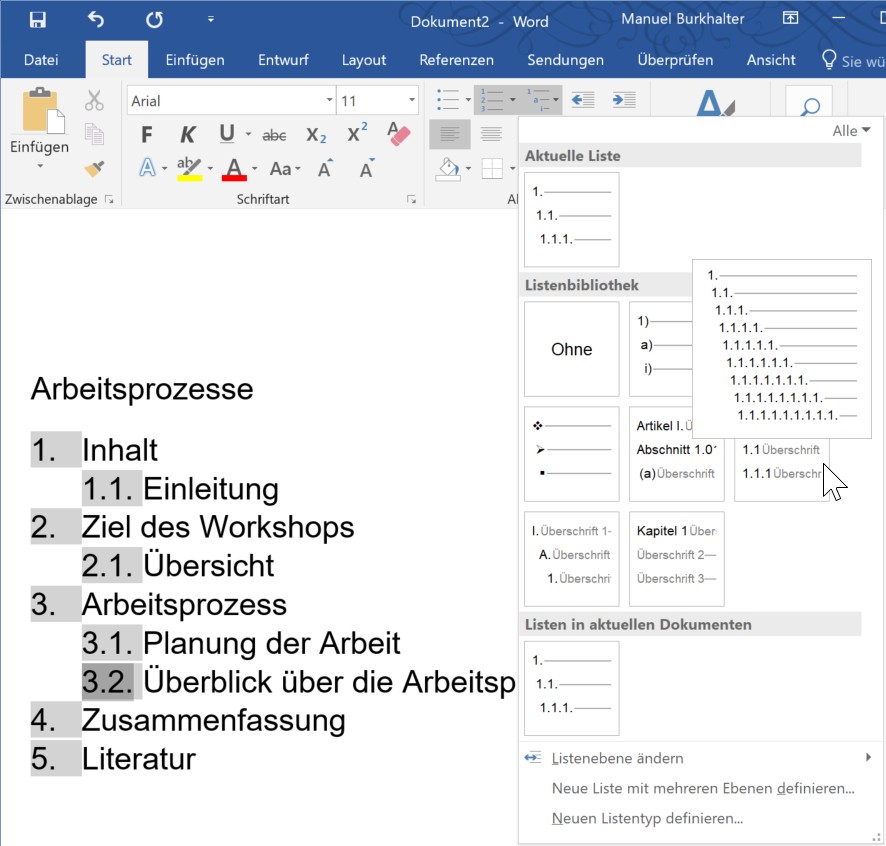 Dokument2 - Word
Manuel Burkhalter
Datei Start Einfügen Entwurf Layout Referenzen Sendungen Überprüfen Ansicht Sie wü
Arial 11
Einfügen
F K U abc X2 X2 A
A ab A Aa A A
Zwischenablage
Schriftart
Alle
Aktuelle Liste
1.
1.1.
1.1.1.
Listenbibliothek
Ohne
1)
a)
i)
1.
1.1.
1.1.1.
1.1.1.1.
1.1.1.1.1.
1.1.1.1.1.1.
1.1.1.1.1.1.1.
1.1.1.1.1.1.1.1.
1.1.1.1.1.1.1.1.1.
Artikel I. Ü
Abschnitt 1.01
(a) Überschrift
1.1 Überschrift
1.1.1 Überschr
I. Überschrift 1
A. Überschrift
1. Überschri
Kapitel 1 Über
Überschrift 2
Überschrift 3
Listen in aktuellen Dokumenten
1.
1.1.
1.1.1.
Listenebene ändern
Neue Liste mit mehreren Ebenen definieren...
Neuen Listentyp definieren...
Arbeitsprozesse
1. Inhalt
1.1. Einleitung
2. Ziel des Workshops
2.1. Übersicht
3. Arbeitsprozess
3.1. Planung der Arbeit
3.2. Überblick über die Arbeitsp
4. Zusammenfassung
5. Literatur